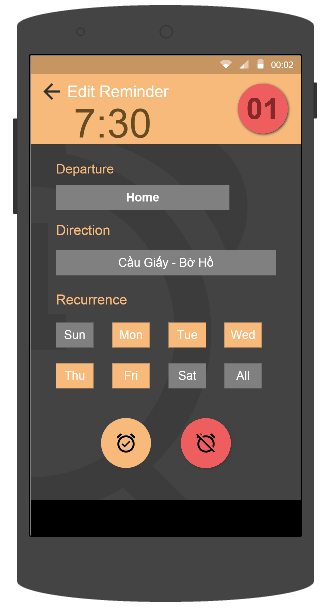 00:02
Edit Reminder
7:30
01
Departure
Home
Direction
Cầu Giấy - Bờ Hồ
Recurrence
Sun Mon Tue Wed
Thu Fri Sat All